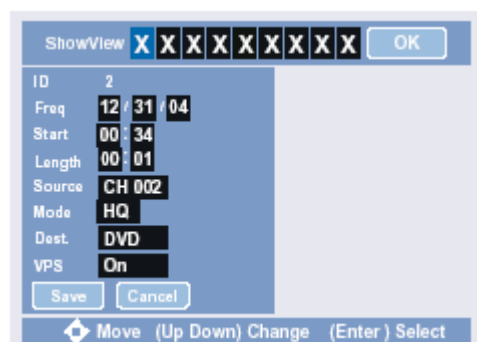 ShowView X X X X X X X X X OK
ID 2
Freq 12 / 31 / 04
Start 00 : 34
Length 00 : 01
Source CH 002
Mode HQ
Dest. DVD
VPS On
Save Cancel
Move (Up Down) Change (Enter ) Select